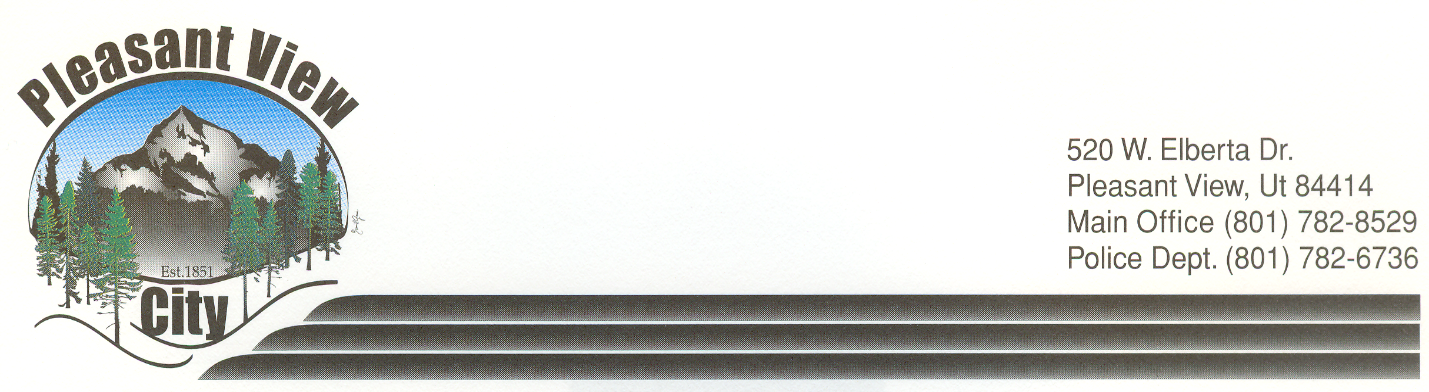 Pleasant View
Est.1851
City
520 W. Elberta Dr.
Pleasant View, Ut 84414
Main Office (801) 782-8529
Police Dept. (801) 782-6736